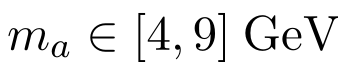 m_a ∈ [4, 9] GeV